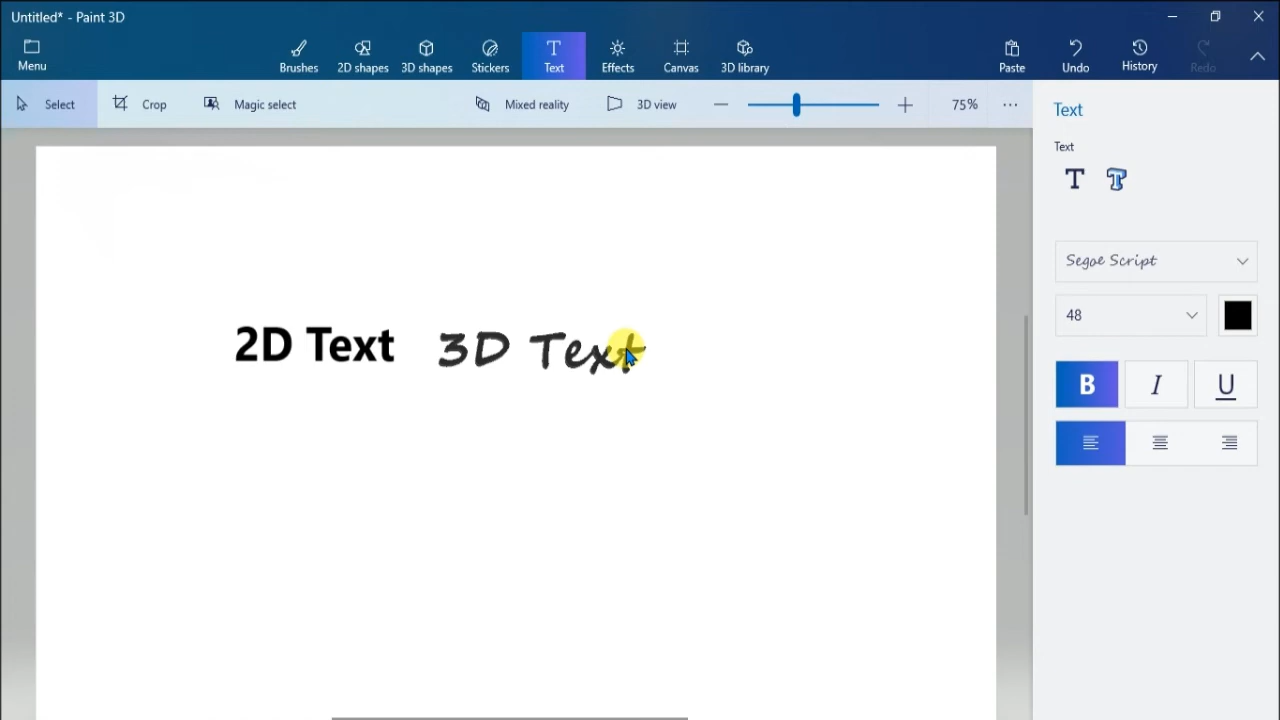 Untitled* - Paint 3D
Menu
Brushes
2D shapes
3D shapes
Stickers
Text
Effects
Canvas
3D library
Paste
Undo
History
Redo
Select
Crop
Magic select
Mixed reality
3D view
75%
Text
Text
Segoe Script
48
B
I
U
2D Text
3D Text